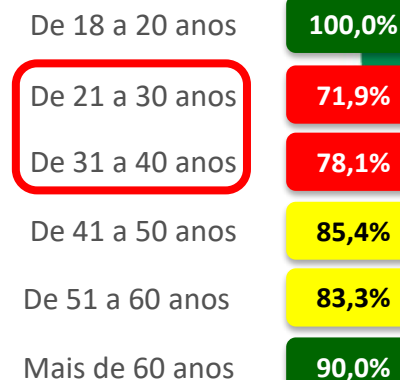 De 18 a 20 anos 100,0%
De 21 a 30 anos 71,9%
De 31 a 40 anos 78,1%
De 41 a 50 anos 85,4%
De 51 a 60 anos 83,3%
Mais de 60 anos 90,0%